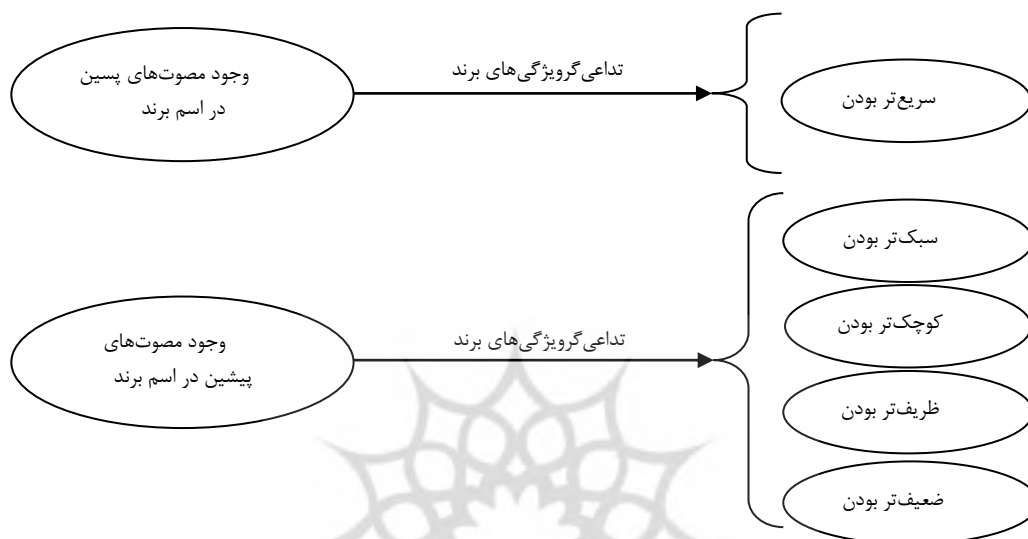 وجود مصوت‌های پسین
در اسم برند
تداعی‌گرویژگی‌های برند
سریع‌تر بودن
وجود مصوت‌های
پیشین در اسم برند
تداعی‌گرویژگی‌های برند
سبک‌تر بودن
کوچک‌تر بودن
ظریف‌تر بودن
ضعیف‌تر بودن